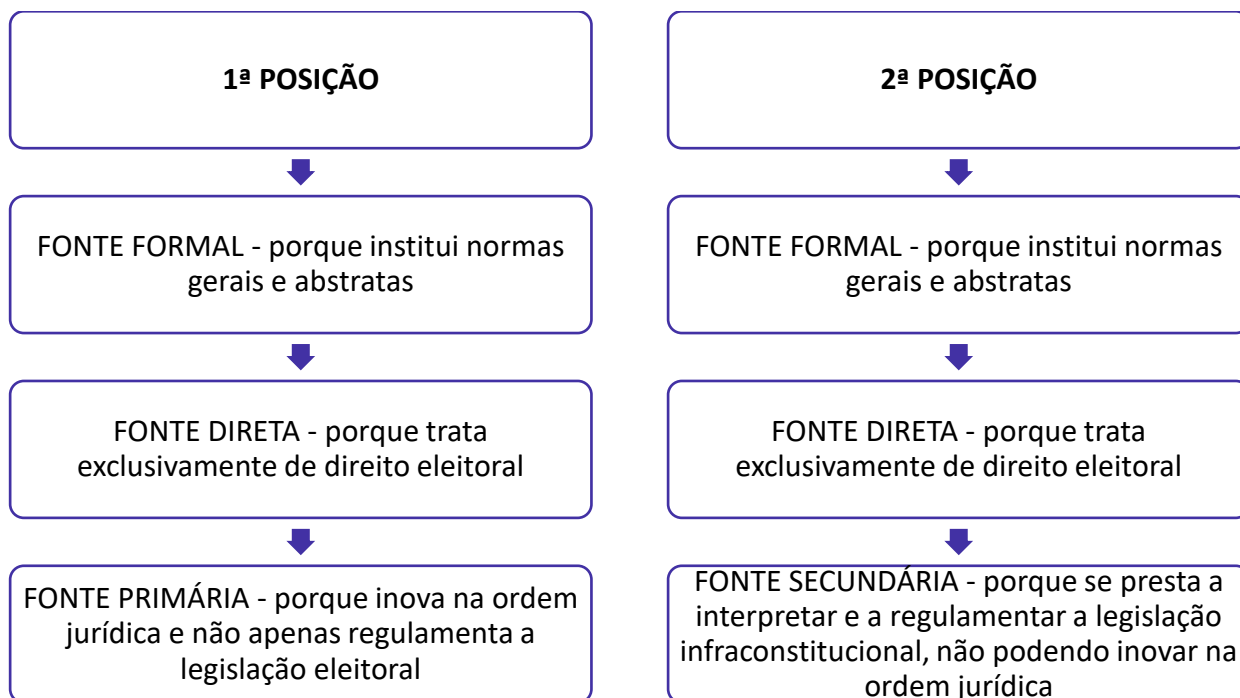 1ª POSIÇÃO
FONTE FORMAL - porque institui normas
gerais e abstratas
FONTE DIRETA - porque trata
exclusivamente de direito eleitoral
FONTE PRIMÁRIA - porque inova na ordem
jurídica e não apenas regulamenta a
legislação eleitoral
2ª POSIÇÃO
FONTE FORMAL - porque institui normas
gerais e abstratas
FONTE DIRETA - porque trata
exclusivamente de direito eleitoral
FONTE SECUNDÁRIA - porque se presta a
interpretar e a regulamentar a legislação
infraconstitucional, não podendo inovar na
ordem jurídica